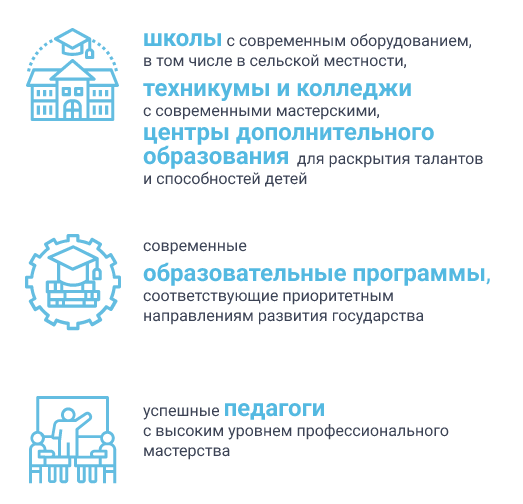 школы с современным оборудованием,
в том числе в сельской местности,
техникумы и колледжи
с современными мастерскими,
центры дополнительного
образования для раскрытия талантов
и способностей детей
современные
образовательные программы,
соответствующие приоритетным
направлениям развития государства
успешные педагоги
с высоким уровнем профессионального
мастерства